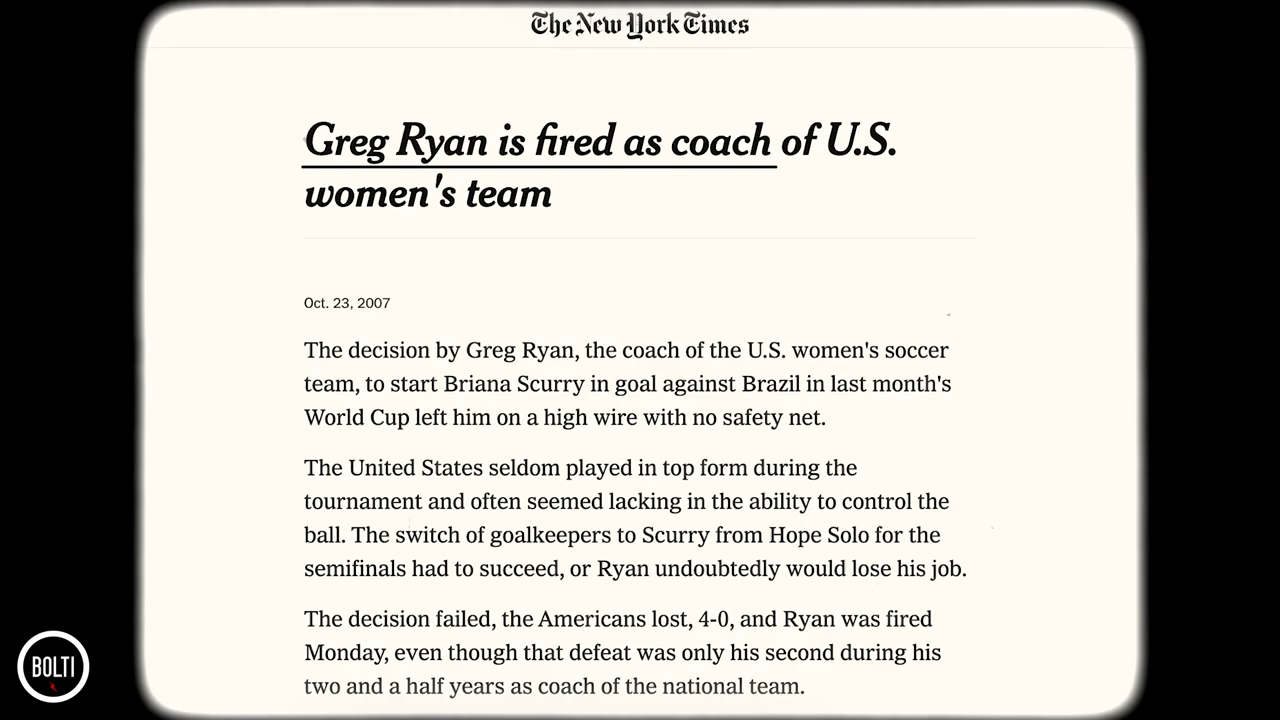 The New York Times
Greg Ryan is fired as coach of U.S.
women's team
Oct. 23, 2007
The decision by Greg Ryan, the coach of the U.S. women's soccer
team, to start Briana Scurry in goal against Brazil in last month's
World Cup left him on a high wire with no safety net.
The United States seldom played in top form during the
tournament and often seemed lacking in the ability to control the
ball. The switch of goalkeepers to Scurry from Hope Solo for the
semifinals had to succeed, or Ryan undoubtedly would lose his job.
The decision failed, the Americans lost, 4-0, and Ryan was fired
Monday, even though that defeat was only his second during his
two and a half years as coach of the national team.
BOLTI